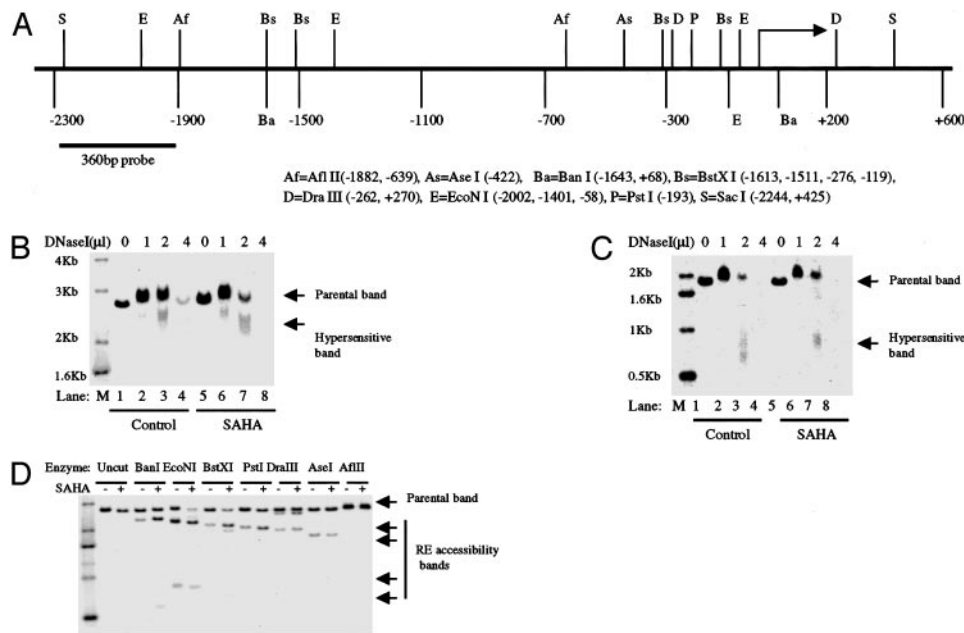 A
S E Af Bs Bs E Af As Bs D P Bs E D S
-2300 -1900 Ba -1500 -1100 -700 -300 E Ba +200 +600
360bp probe
Af=Afl II(-1882, -639), As=Ase I (-422), Ba=Ban I (-1643, +68), Bs=BstX I (-1613, -1511, -276, -119),
D=Dra III (-262, +270), E=EcoN I (-2002, -1401, -58), P=Pst I (-193), S=Sac I (-2244, +425)
B
DNaseI(µl) 0 1 2 4 0 1 2 4
4Kb
3Kb
2Kb
1.6Kb
Parental band
Hypersensitive
band
Lane: M 1 2 3 4 5 6 7 8
Control SAHA
C
DNaseI(µl) 0 1 2 4 0 1 2 4
2Kb
1.6Kb
1Kb
0.5Kb
Parental band
Hypersensitive
band
Lane: M 1 2 3 4 5 6 7 8
Control SAHA
D
Enzyme: Uncut BanI EcoNI BstXI PstI DraIII AseI AflII
SAHA - + - + - + - + - + - + - + - +
Parental band
RE accessibility
bands